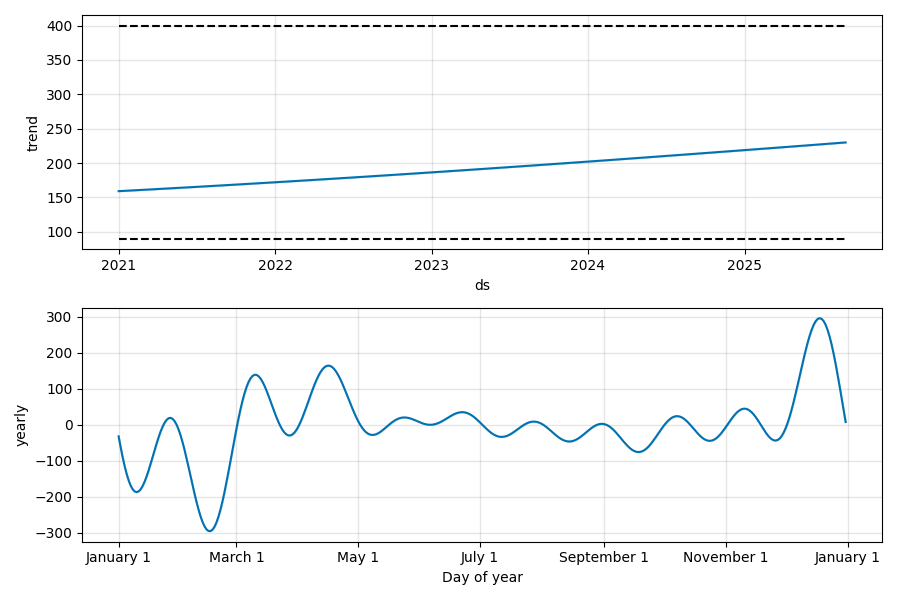 400
350
300
250
200
150
100
trend
2021 2022 2023 2024 2025
ds
300
200
100
0
−100
−200
−300
yearly
January 1 March 1 May 1 July 1 September 1 November 1 January 1
Day of year